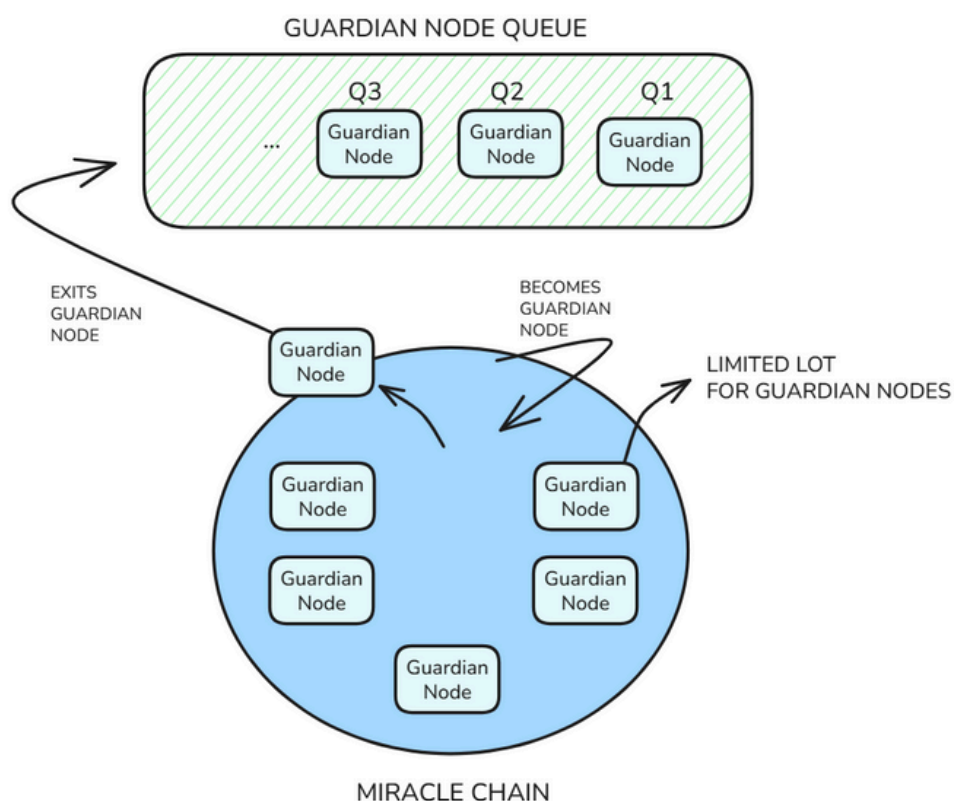 GUARDIAN NODE QUEUE
Q3
Q2
Q1
...
Guardian
Node
Guardian
Node
Guardian
Node
EXITS
GUARDIAN
NODE
BECOMES
GUARDIAN
NODE
Guardian
Node
LIMITED LOT
FOR GUARDIAN NODES
Guardian
Node
Guardian
Node
Guardian
Node
Guardian
Node
Guardian
Node
MIRACLE CHAIN